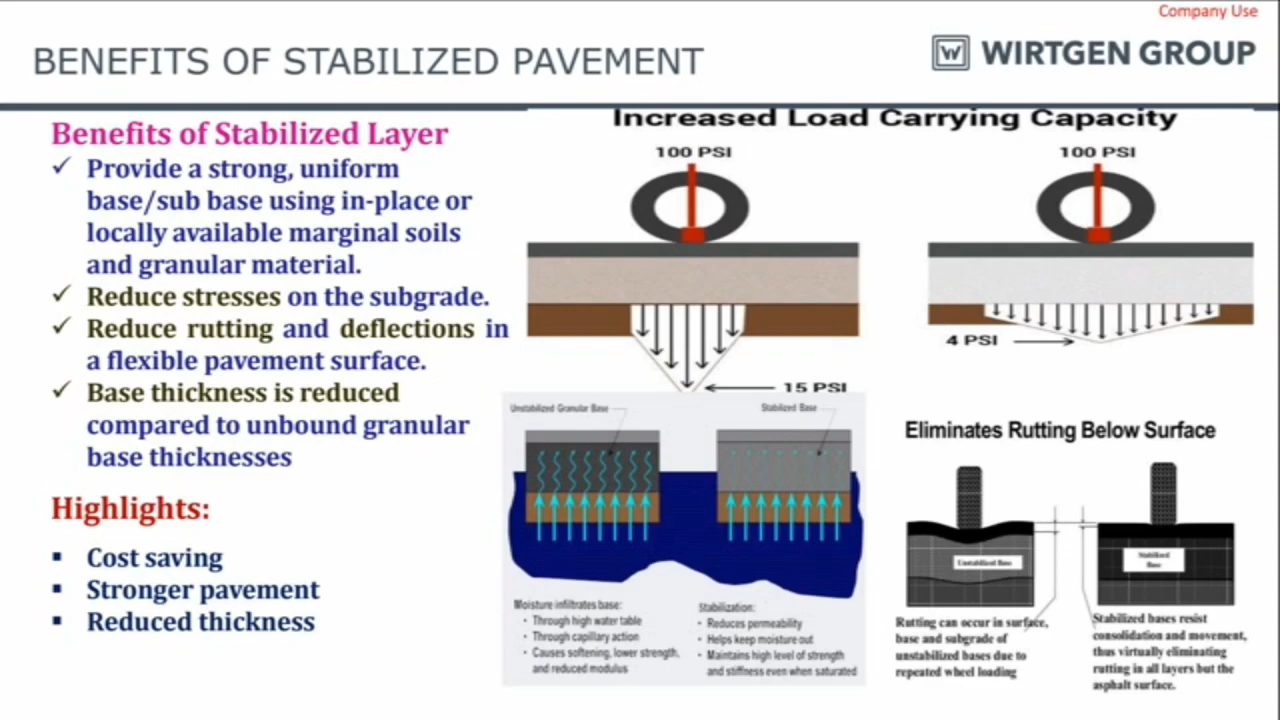 Company Use
BENEFITS OF STABILIZED PAVEMENT
W
WIRTGEN GROUP
Benefits of Stabilized Layer
✓ Provide a strong, uniform
base/sub base using in-place or
locally available marginal soils
and granular material.
✓ Reduce stresses on the subgrade.
✓ Reduce rutting and deflections in
a flexible pavement surface.
✓ Base thickness is reduced
compared to unbound granular
base thicknesses
Highlights:
▪ Cost saving
▪ Stronger pavement
▪ Reduced thickness
Increased Load Carrying Capacity
100 PSI
100 PSI
4 PSI
15 PSI
Unstabilized Granular Base
Stabilized Base
Moisture infiltrates base:
• Through high water table
• Through capillary action
• Causes softening, lower strength,
and reduced modulus
Stabilization:
• Reduces permeability
• Helps keep moisture out
• Maintains high level of strength
and stiffness even when saturated
Eliminates Rutting Below Surface
Unstabilized Base
Stabilized
Base
Rutting can occur in surface,
base and subgrade of
unstabilized bases due to
repeated wheel loading
Stabilized bases resist
consolidation and movement,
thus virtually eliminating
rutting in all layers but the
asphalt surface.